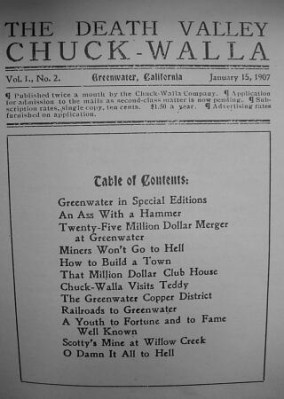 THE DEATH VALLEY
CHUCK-WALLA
Vol. I., No. 2. Greenwater, California January 15, 1907
¶ Published twice a month by the Chuck-Walla Company. ¶ Application
for admission to the mails as second-class matter is now pending. ¶ Sub-
scription rates, single copy, ten cents. $1.50 a year. ¶ Advertising rates
furnished on application.
Table of Contents:
Greenwater in Special Editions
An Ass With a Hammer
Twenty-Five Million Dollar Merger
at Greenwater
Miners Won't Go to Hell
How to Build a Town
That Million Dollar Club House
Chuck-Walla Visits Teddy
The Greenwater Copper District
Railroads to Greenwater
A Youth to Fortune and to Fame
Well Known
Scotty's Mine at Willow Creek
O Damn It All to Hell